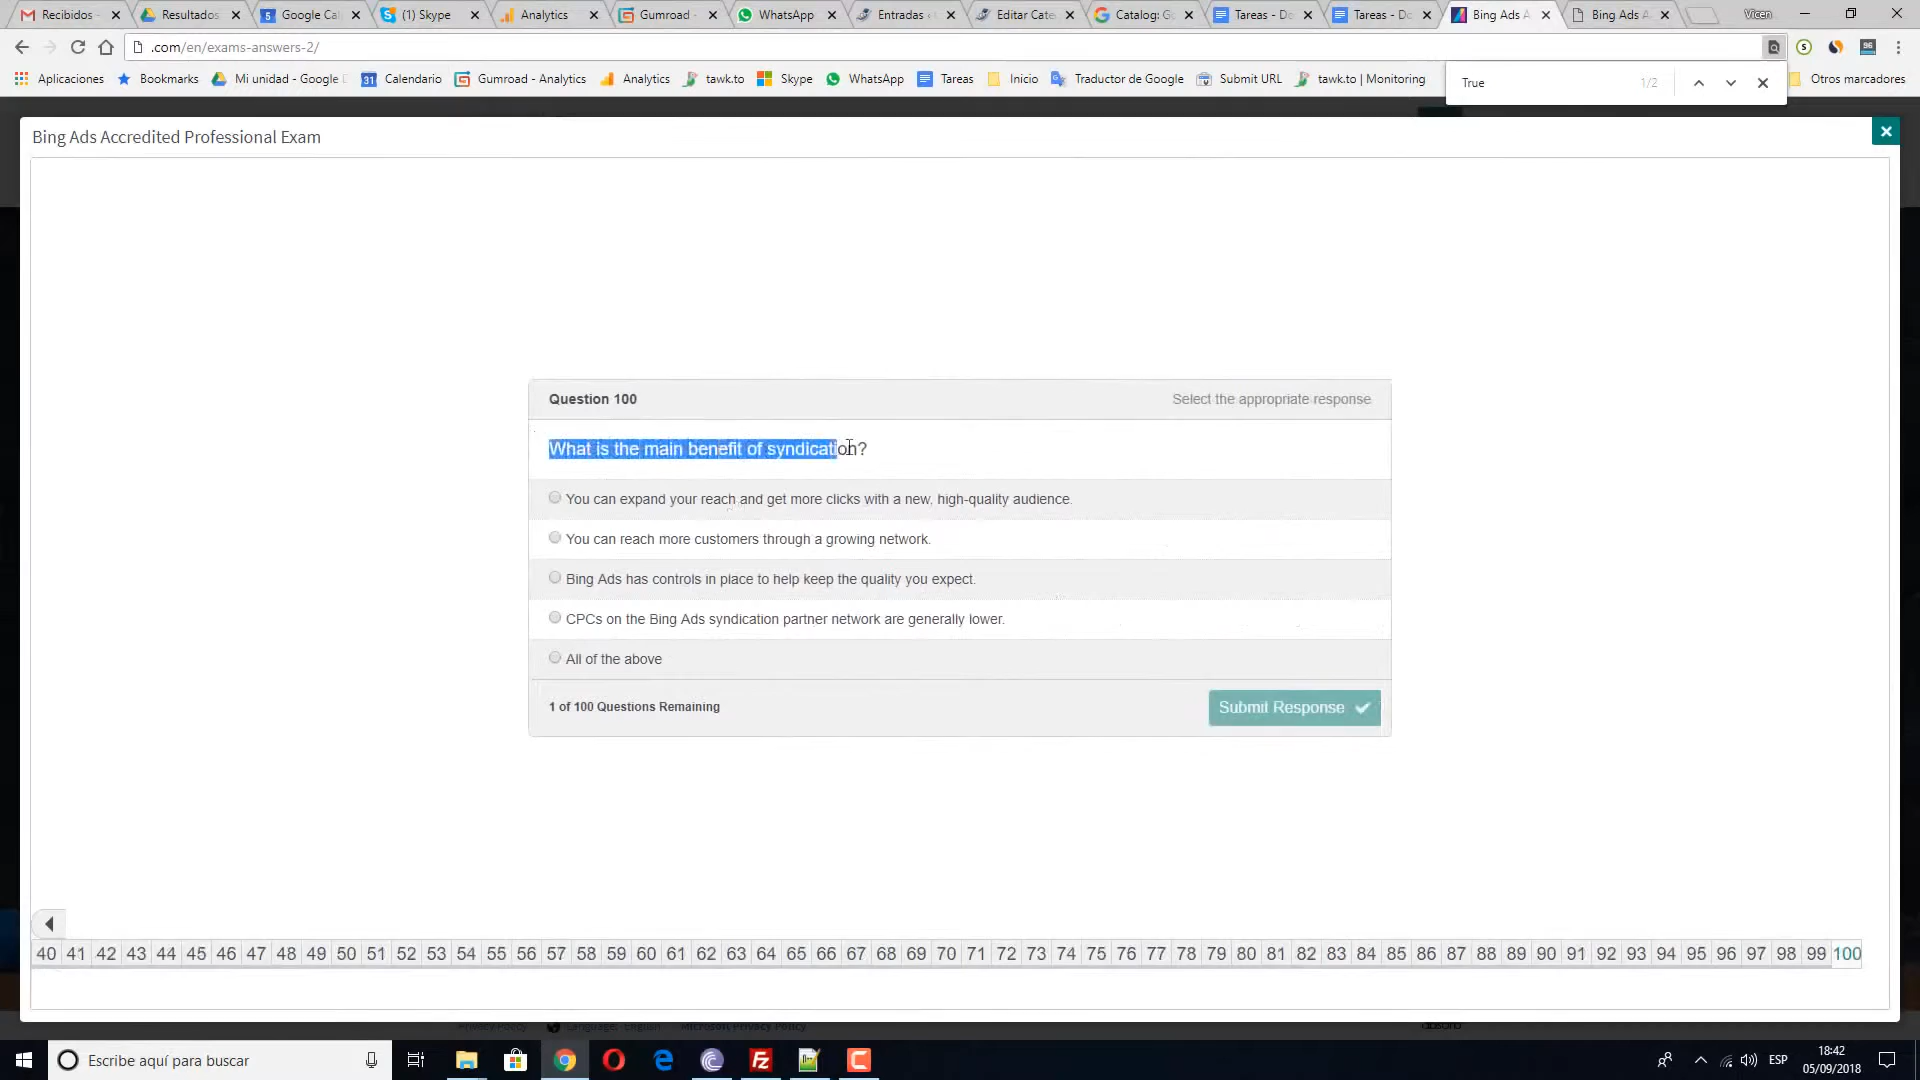 Recibidos -
Resultados
Google Cal
(1) Skype
Analytics
Gumroad -
WhatsApp
Entradas
Editar Cate
Catalog: G
Tareas - Do
Tareas - Do
Bing Ads A
Bing Ads A
Vicen
.com/en/exams-answers-2/
Aplicaciones
Bookmarks
Mi unidad - Google
Calendario
Gumroad - Analytics
Analytics
tawk.to
Skype
WhatsApp
Tareas
Inicio
Traductor de Google
Submit URL
tawk.to | Monitoring
Otros marcadores
True 1/2
Bing Ads Accredited Professional Exam
Question 100 Select the appropriate response
What is the main benefit of syndication?
You can expand your reach and get more clicks with a new, high-quality audience.
You can reach more customers through a growing network.
Bing Ads has controls in place to help keep the quality you expect.
CPCs on the Bing Ads syndication partner network are generally lower.
All of the above
1 of 100 Questions Remaining Submit Response
40 41 42 43 44 45 46 47 48 49 50 51 52 53 54 55 56 57 58 59 60 61 62 63 64 65 66 67 68 69 70 71 72 73 74 75 76 77 78 79 80 81 82 83 84 85 86 87 88 89 90 91 92 93 94 95 96 97 98 99 100
Privacy Policy Language: English Microsoft Privacy Policy
Escribe aquí para buscar
ESP
18:42
05/09/2018